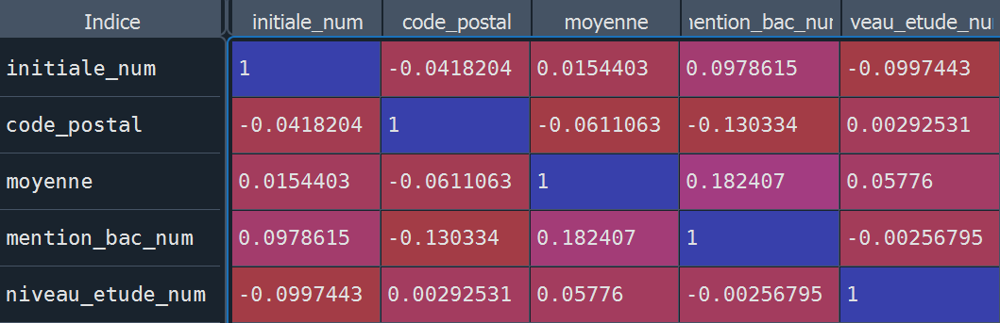 Indice initiale_num code_postal moyenne mention_bac_num veau_etude_nu
initiale_num 1 -0.0418204 0.0154403 0.0978615 -0.0997443
code_postal -0.0418204 1 -0.0611063 -0.130334 0.00292531
moyenne 0.0154403 -0.0611063 1 0.182407 0.05776
mention_bac_num 0.0978615 -0.130334 0.182407 1 -0.00256795
niveau_etude_num -0.0997443 0.00292531 0.05776 -0.00256795 1